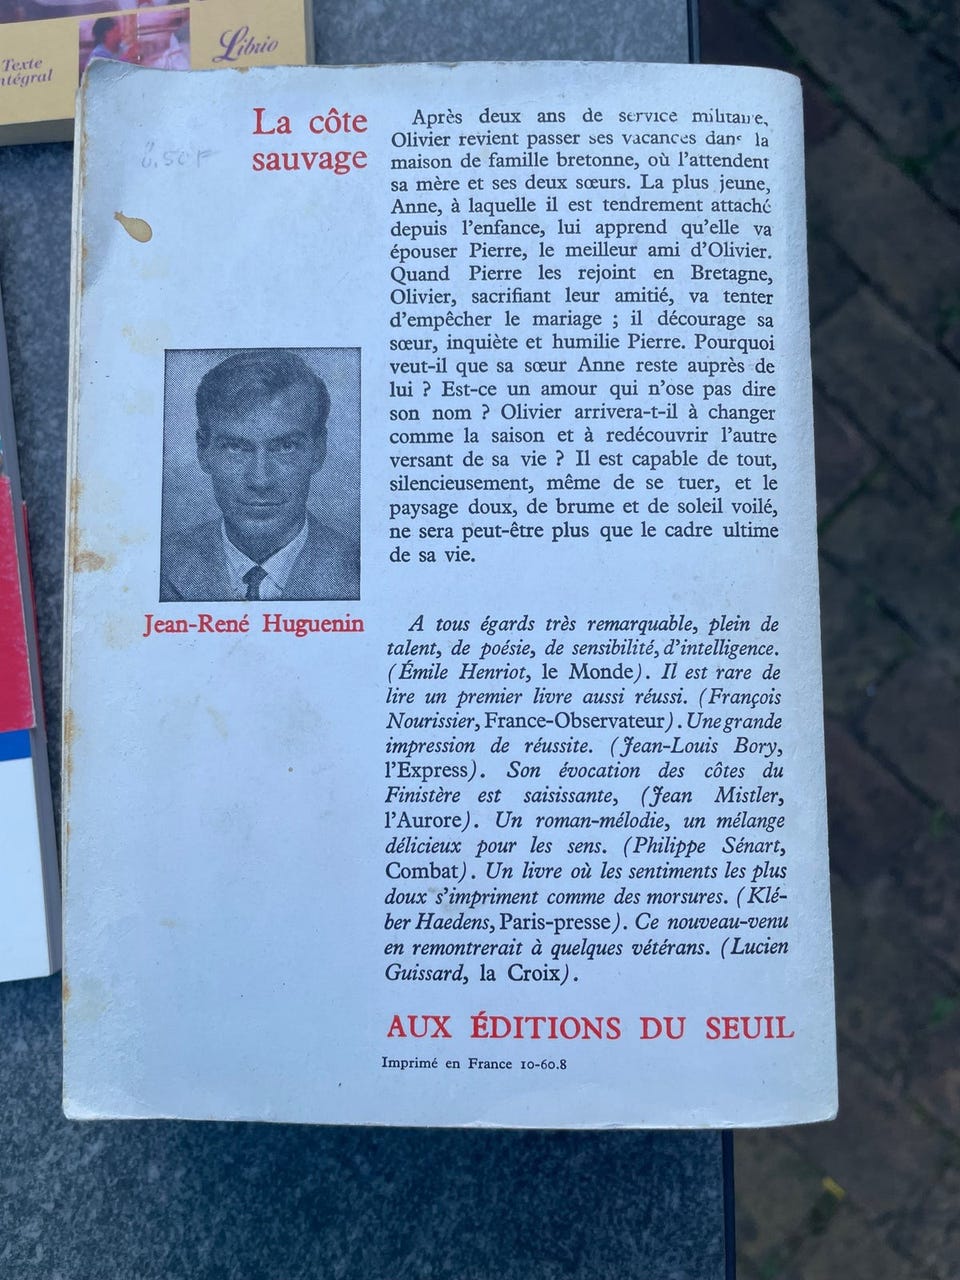 Texte
ntégral
Librio
La côte
sauvage
Après deux ans de service militaire,
Olivier revient passer ses vacances dans la
maison de famille bretonne, où l'attendent
sa mère et ses deux sœurs. La plus jeune,
Anne, à laquelle il est tendrement attaché
depuis l'enfance, lui apprend qu'elle va
épouser Pierre, le meilleur ami d'Olivier.
Quand Pierre les rejoint en Bretagne,
Olivier, sacrifiant leur amitié, va tenter
d'empêcher le mariage ; il décourage sa
sœur, inquiète et humilie Pierre. Pourquoi
veut-il que sa sœur Anne reste auprès de
lui ? Est-ce un amour qui n'ose pas dire
son nom ? Olivier arrivera-t-il à changer
comme la saison et à redécouvrir l'autre
versant de sa vie ? Il est capable de tout,
silencieusement, même de se tuer, et le
paysage doux, de brume et de soleil voilé,
ne sera peut-être plus que le cadre ultime
de sa vie.
Jean-René Huguenin
A tous égards très remarquable, plein de
talent, de poésie, de sensibilité, d'intelligence.
(Émile Henriot, le Monde). Il est rare de
lire un premier livre aussi réussi. (François
Nourissier, France-Observateur). Une grande
impression de réussite. (Jean-Louis Bory,
l'Express). Son évocation des côtes du
Finistère est saisissante, (Jean Mistler,
l'Aurore). Un roman-mélodie, un mélange
délicieux pour les sens. (Philippe Sénart,
Combat). Un livre où les sentiments les plus
doux s'impriment comme des morsures. (Klé-
ber Haedens, Paris-presse). Ce nouveau-venu
en remontrerait à quelques vétérans. (Lucien
Guissard, la Croix).
AUX ÉDITIONS DU SEUIL
Imprimé en France 10-60.8